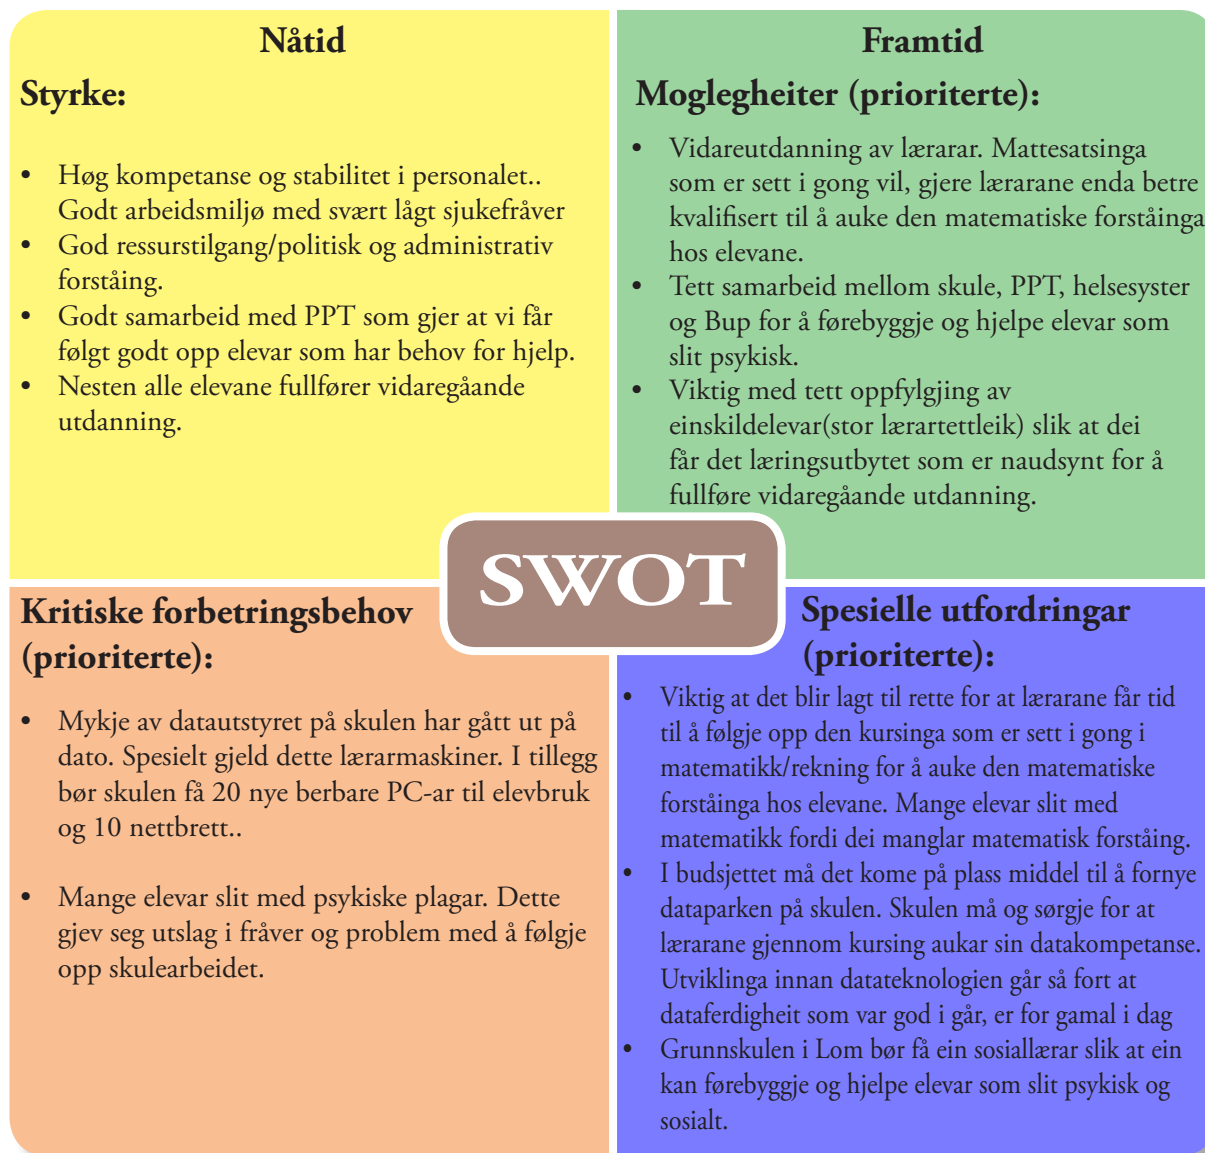 Nåtid
Styrke:
• Høg kompetanse og stabilitet i personalet..
Godt arbeidsmiljø med svært lågt sjukefråver
• God ressurstilgang/politisk og administrativ
forståing.
• Godt samarbeid med PPT som gjer at vi får
følgt godt opp elevar som har behov for hjelp.
• Nesten alle elevane fullfører vidaregåande
utdanning.
Framtid
Moglegheiter (prioriterte):
• Vidareutdanning av lærarar. Mattesatsinga
som er sett i gong vil, gjere lærarane enda betre
kvalifisert til å auke den matematiske forståinga
hos elevane.
• Tett samarbeid mellom skule, PPT, helsesyster
og Bup for å førebyggje og hjelpe elevar som
slit psykisk.
• Viktig med tett oppfylgjing av
einskildelevar(stor lærartettleik) slik at dei
får det læringsutbytet som er naudsynt for å
fullføre vidaregåande utdanning.
SWOT
Kritiske forbetringsbehov
(prioriterte):
• Mykje av datautstyret på skulen har gått ut på
dato. Spesielt gjeld dette lærarmaskiner. I tillegg
bør skulen få 20 nye berbare PC-ar til elevbruk
og 10 nettbrett..
• Mange elevar slit med psykiske plagar. Dette
gjev seg utslag i fråver og problem med å følgje
opp skulearbeidet.
Spesielle utfordringar
(prioriterte):
• Viktig at det blir lagt til rette for at lærarane får tid
til å følgje opp den kursinga som er sett i gong i
matematikk/rekning for å auke den matematiske
forståinga hos elevane. Mange elevar slit med
matematikk fordi dei manglar matematisk forståing.
• I budsjettet må det kome på plass middel til å fornye
dataparken på skulen. Skulen må og sørgje for at
lærarane gjennom kursing aukar sin datakompetanse.
Utviklinga innan datateknologien går så fort at
dataferdigheit som var god i går, er for gamal i dag
• Grunnskulen i Lom bør få ein sosiallærar slik at ein
kan førebyggje og hjelpe elevar som slit psykisk og
sosialt.